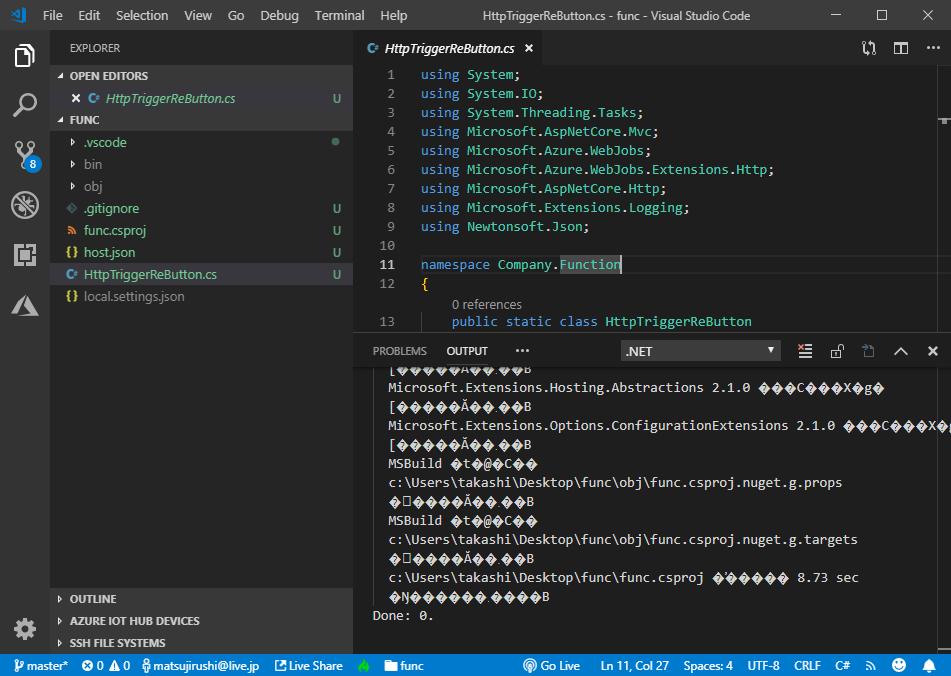 File Edit Selection View Go Debug Terminal Help HttpTriggerReButton.cs - func - Visual Studio Code
EXPLORER
OPEN EDITORS
HttpTriggerReButton.cs U
FUNC
.vscode
bin
obj
.gitignore U
func.csproj U
host.json U
HttpTriggerReButton.cs U
local.settings.json
OUTLINE
AZURE IOT HUB DEVICES
SSH FILE SYSTEMS
8
HttpTriggerReButton.cs
1 using System;
2 using System.IO;
3 using System.Threading.Tasks;
4 using Microsoft.AspNetCore.Mvc;
5 using Microsoft.Azure.WebJobs;
6 using Microsoft.Azure.WebJobs.Extensions.Http;
7 using Microsoft.AspNetCore.Http;
8 using Microsoft.Extensions.Logging;
9 using Newtonsoft.Json;
10
11 namespace Company.Function
12 {
0 references
13 public static class HttpTriggerReButton
PROBLEMS OUTPUT ••• .NET
Microsoft.Extensions.Hosting.Abstractions 2.1.0 ���C���X�g�
[�����Ă��܂��B
Microsoft.Extensions.Options.ConfigurationExtensions 2.1.0 ���C���X�g
[�����Ă��܂��B
MSBuild �t�@�C��
c:\Users\takashi\Desktop\func\obj\func.csproj.nuget.g.props
MSBuild �t�@�C��
c:\Users\takashi\Desktop\func\obj\func.csproj.nuget.g.targets
c:\Users\takashi\Desktop\func\func.csproj 8.73 sec
Done: 0.
master* 0 0 matsujirushi@live.jp Live Share func Go Live Ln 11, Col 27 Spaces: 4 UTF-8 CRLF C#